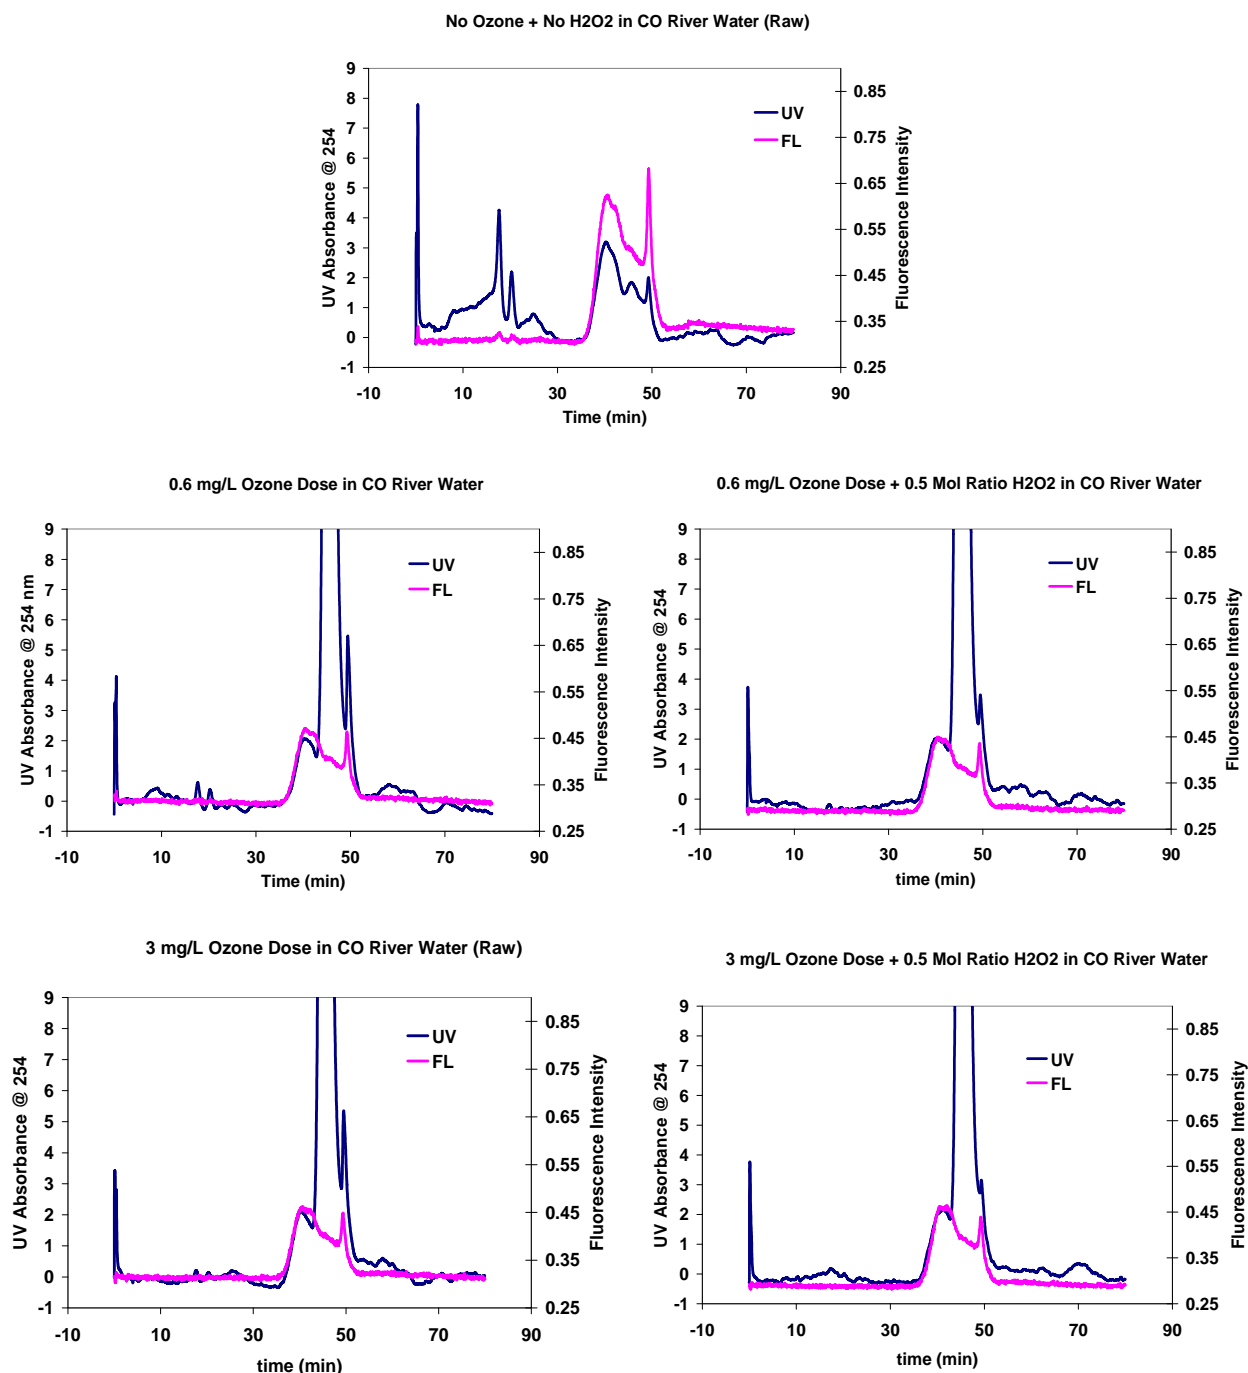 No Ozone + No H2O2 in CO River Water (Raw)
UV Absorbance @ 254
9
8
7
6
5
4
3
2
1
0
-1
0.85
0.75
0.65
0.55
0.45
0.35
0.25
Fluorescence Intensity
UV
FL
-10 10 30 50 70 90
Time (min)
0.6 mg/L Ozone Dose in CO River Water
UV Absorbance @ 254 nm
9
8
7
6
5
4
3
2
1
0
-1
0.85
0.75
0.65
0.55
0.45
0.35
0.25
Fluorescence Intensity
UV
FL
-10 10 30 50 70 90
Time (min)
0.6 mg/L Ozone Dose + 0.5 Mol Ratio H2O2 in CO River Water
UV Absorbance @ 254
9
8
7
6
5
4
3
2
1
0
-1
0.85
0.75
0.65
0.55
0.45
0.35
0.25
Fluorescence Intensity
UV
FL
-10 10 30 50 70 90
time (min)
3 mg/L Ozone Dose in CO River Water (Raw)
UV Absorbance @ 254
9
8
7
6
5
4
3
2
1
0
-1
0.85
0.75
0.65
0.55
0.45
0.35
0.25
Fluorescence Intensity
UV
FL
-10 10 30 50 70 90
time (min)
3 mg/L Ozone Dose + 0.5 Mol Ratio H2O2 in CO River Water
UV Absorbance @ 254
9
8
7
6
5
4
3
2
1
0
-1
0.85
0.75
0.65
0.55
0.45
0.35
0.25
Fluorescence Intensity
UV
FL
-10 10 30 50 70 90
time (min)